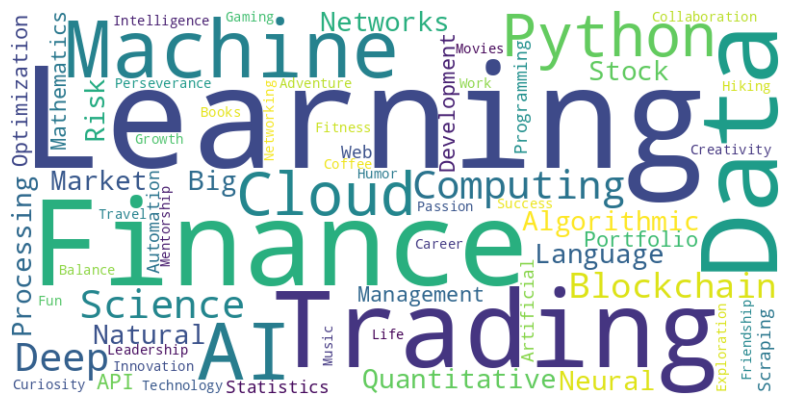 Optimization
Mathematics
Intelligence
Gaming
Networks
Python
Collaboration
Machine
Movies
Development
Programming
Stock
Data
Risk
Perseverance
Adventure
Work
Hiking
Learning
Books
Networking
Growth
Fitness
Web
Coffee
Creativity
Processing
Market
Automation
Mentorship
Big
Cloud
Humor
Computing
Passion
Success
Travel
Algorithmic
Finance
Career
Portfolio
Language
Balance
Artificial
Blockchain
Fun
Science
Management
Trading
Exploration
Friendship
Scraping
Natural
AI
Life
Music
Deep
Leadership
Innovation
Curiosity
API
Technology
Statistics
Quantitative
Neural